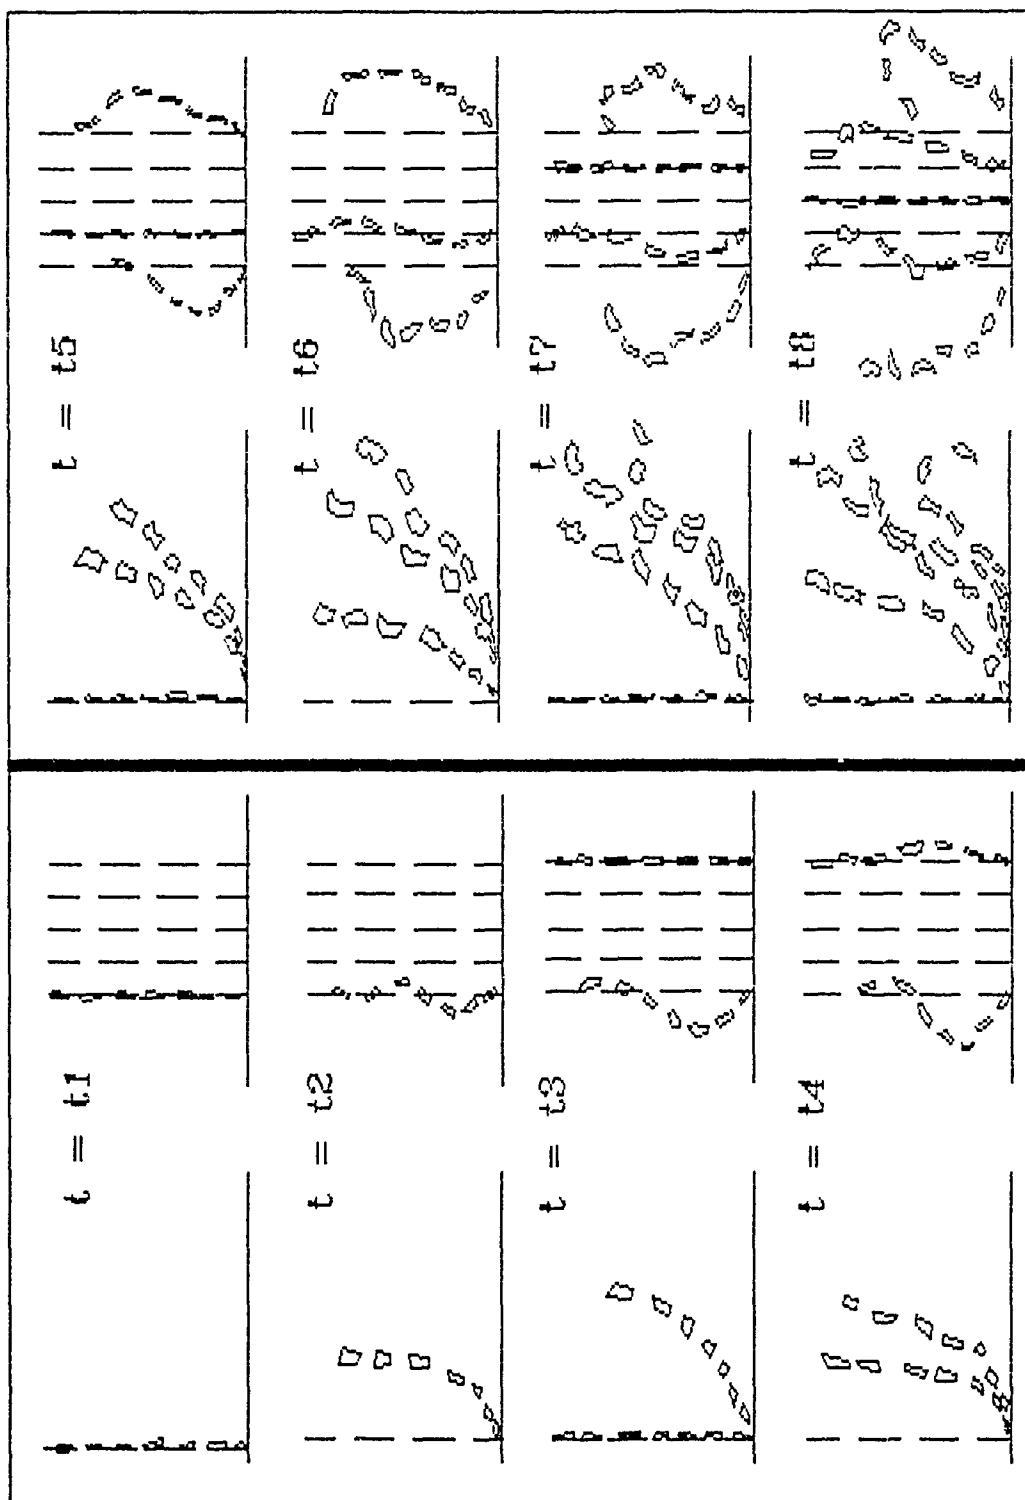 t = t1
t = t2
t = t3
t = t4
t = t5
t = t6
t = t7
t = t8